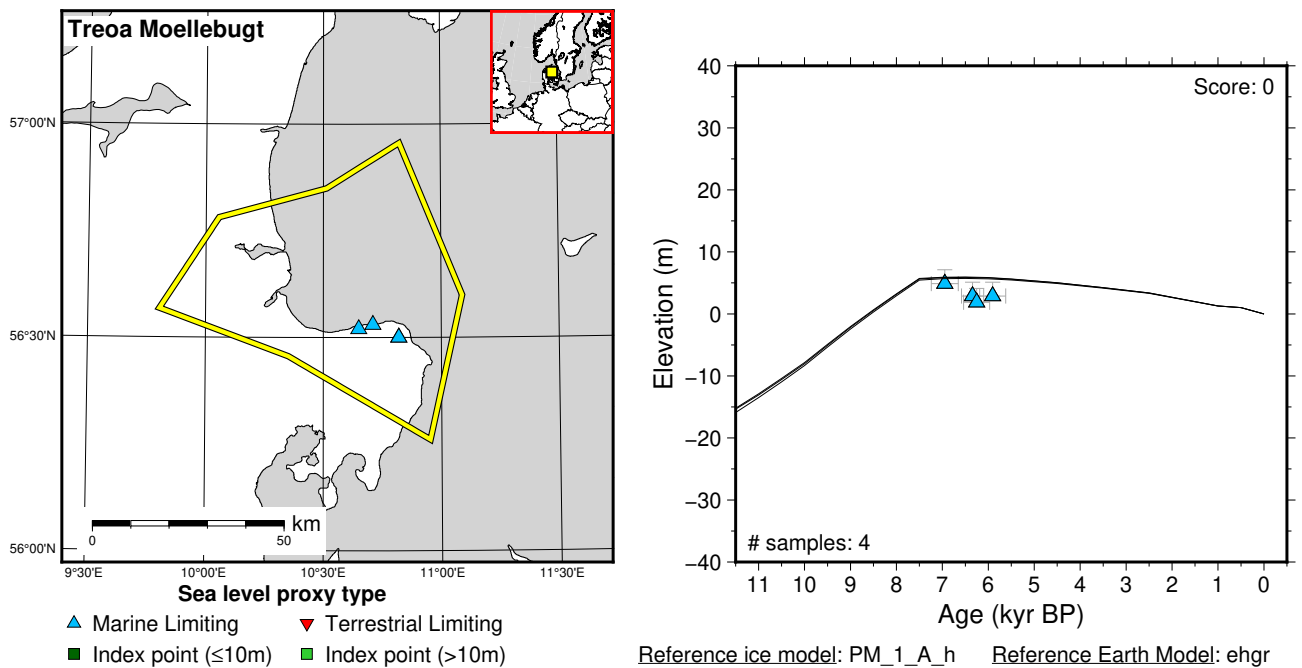 Treoa Moellebugt
57°00'N
56°30'N
56°00'N
9°30'E
10°00'E
10°30'E
11°00'E
11°30'E
km
0
50
Sea level proxy type
Marine Limiting
Terrestrial Limiting
Index point (≤10m)
Index point (>10m)
Score: 0
40
30
20
10
0
−10
−20
−30
−40
Elevation (m)
# samples: 4
11 10 9 8 7 6 5 4 3 2 1 0
Age (kyr BP)
Reference ice model: PM_1_A_h
Reference Earth Model: ehgr